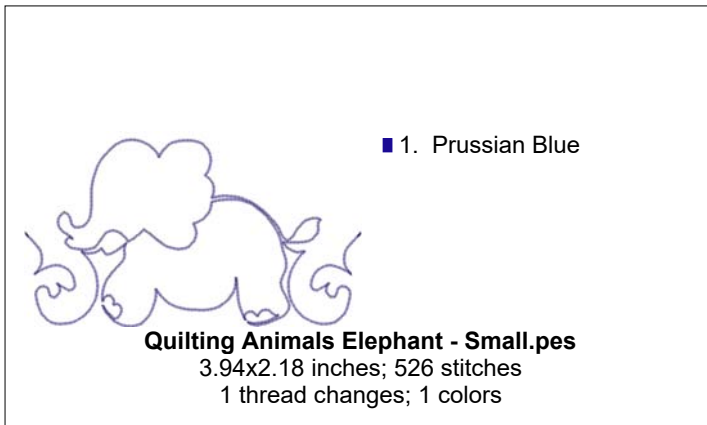 1. Prussian Blue
Quilting Animals Elephant - Small.pes
3.94x2.18 inches; 526 stitches
1 thread changes; 1 colors